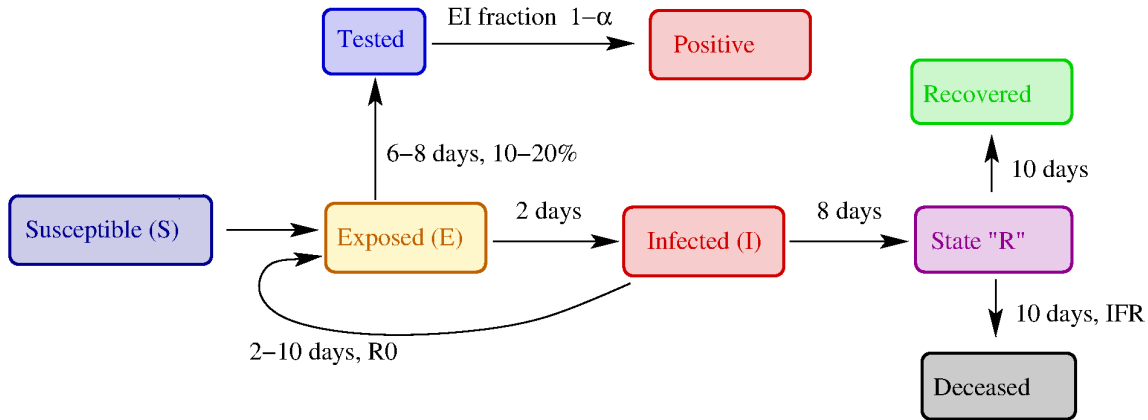 EI fraction 1−α
Tested
Positive
Recovered
6−8 days, 10−20%
10 days
Susceptible (S)
Exposed (E)
2 days
Infected (I)
8 days
State "R"
10 days, IFR
2−10 days, R0
Deceased